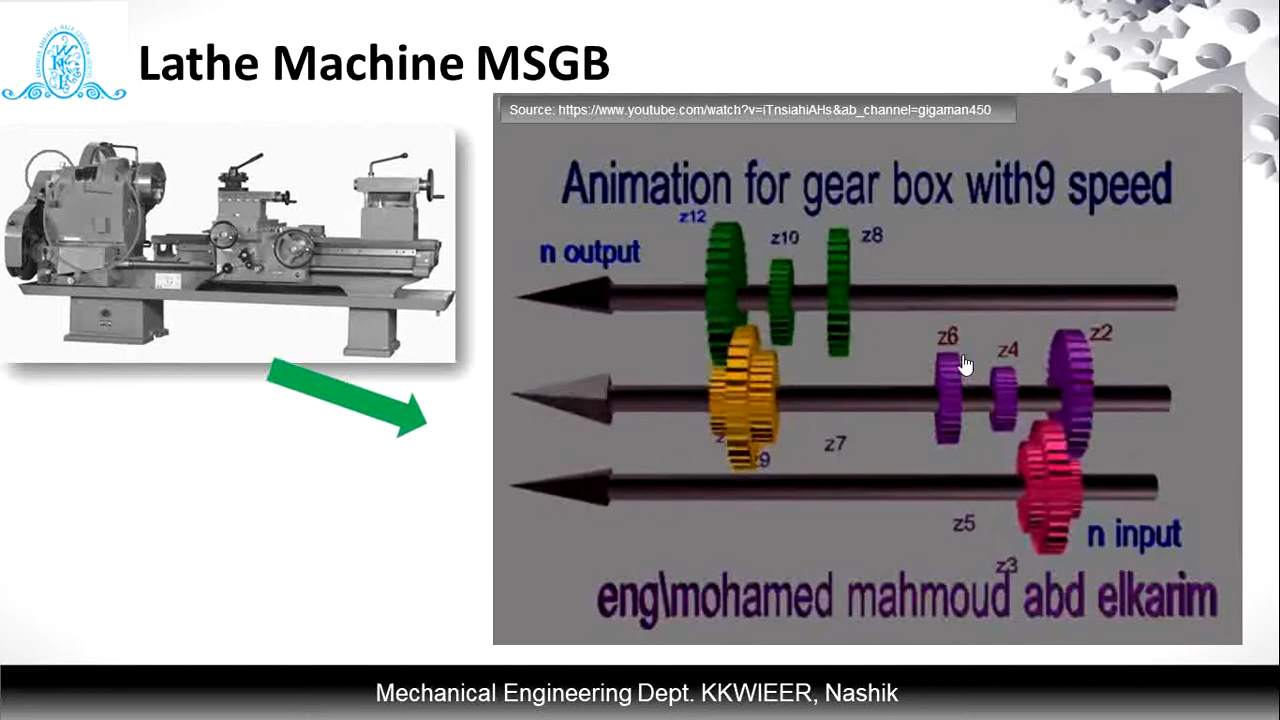 Lathe Machine MSGB
Source: https://www.youtube.com/watch?v=iTnsiahiAHs&ab_channel=gigaman450
Animation for gear box with9 speed
z12
z10
z8
n output
z6
z4
z2
z9
z7
z5
n input
z3
eng\mohamed mahmoud abd elkarim
Mechanical Engineering Dept. KKWIEER, Nashik